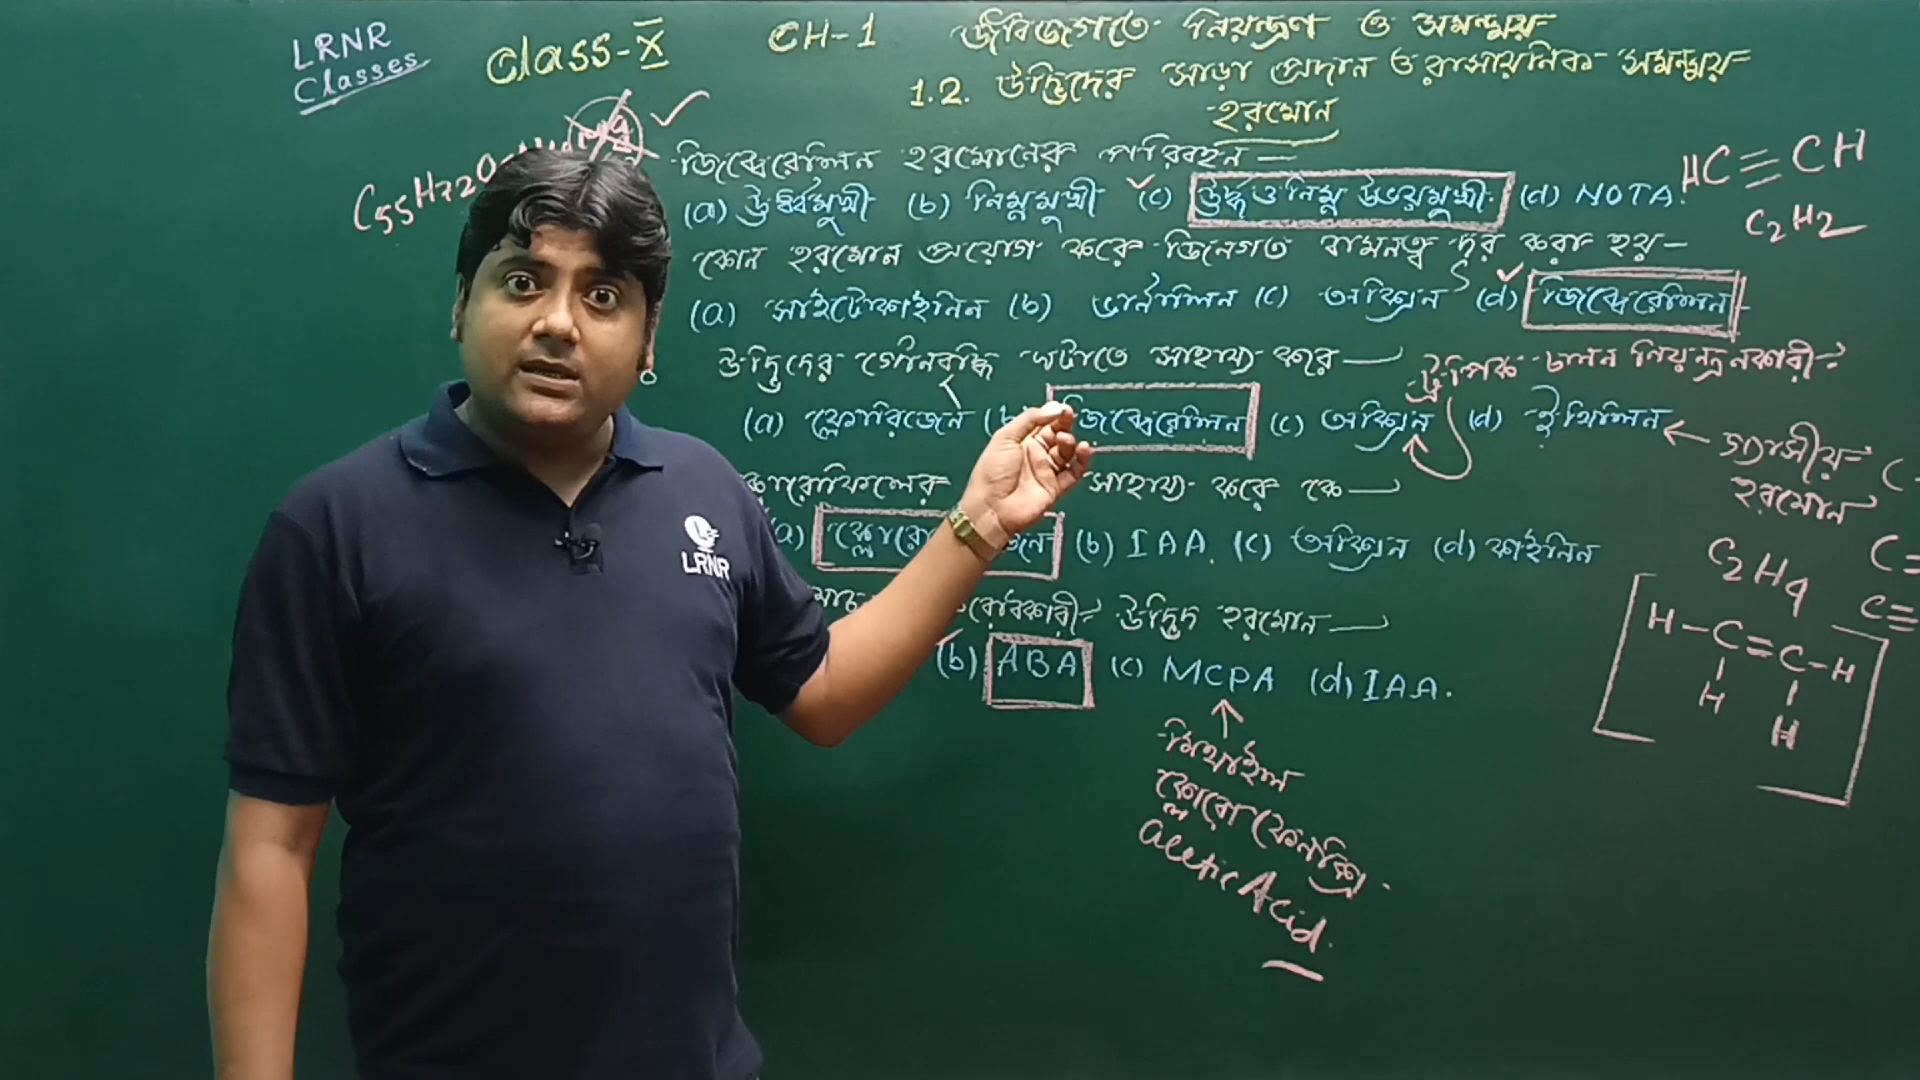 LRNR
Classes
Class-X
CH-1 জীবজগতে নিয়ন্ত্রণ ও সমন্বয়
1.2. উদ্ভিদের সাড়া প্রদান ও রাসায়নিক সমন্বয়
হরমোন
C55H72O
জিব্বেরেলিন হরমোনের পরিবহন —
(a) ঊর্ধ্বমুখী (b) নিম্নমুখী (c) ঊর্দ্ধ ও নিম্ন উভয়মুখী (d) NOTA.
HC≡CH
C2H2
কোন হরমোন প্রয়োগ করে জিনগত বামনত্ব দূর করা হয় —
(a) সাইটোকাইনিন (b) ভার্নালিন (c) অক্সিন (d) জিব্বেরেলিন
উদ্ভিদের যৌনবৃদ্ধি ঘটাতে সাহায্য করে —
ট্রপিক চলন নিয়ন্ত্রনকারী
(a) ফ্লোরিজেন (b) জিব্বেরেলিন (c) অক্সিন (d) ইথিলিন ← গ্যাসীয়
হরমোন
সাহায্য করে কে —
(a) (b) IAA. (c) অক্সিন (d) কাইনিন
C2H4
H-C=C-H
H H
উদ্ভিদ হরমোন —
(b) ABA (c) MCPA (d) IAA.
মিথাইল
ক্লোরো ফেনক্সি
acetic Acid.
LRNR